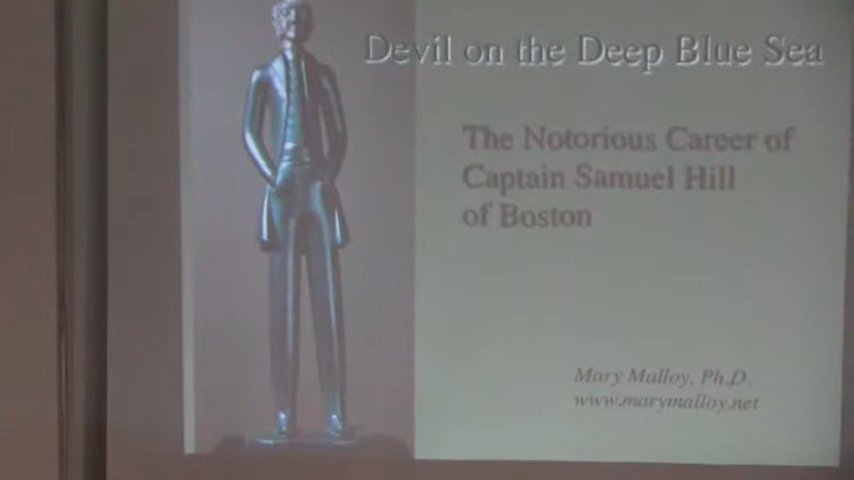 Devil on the Deep Blue Sea
The Notorious Career of
Captain Samuel Hill
of Boston
Mary Malloy, Ph.D.
www.marymalloy.net